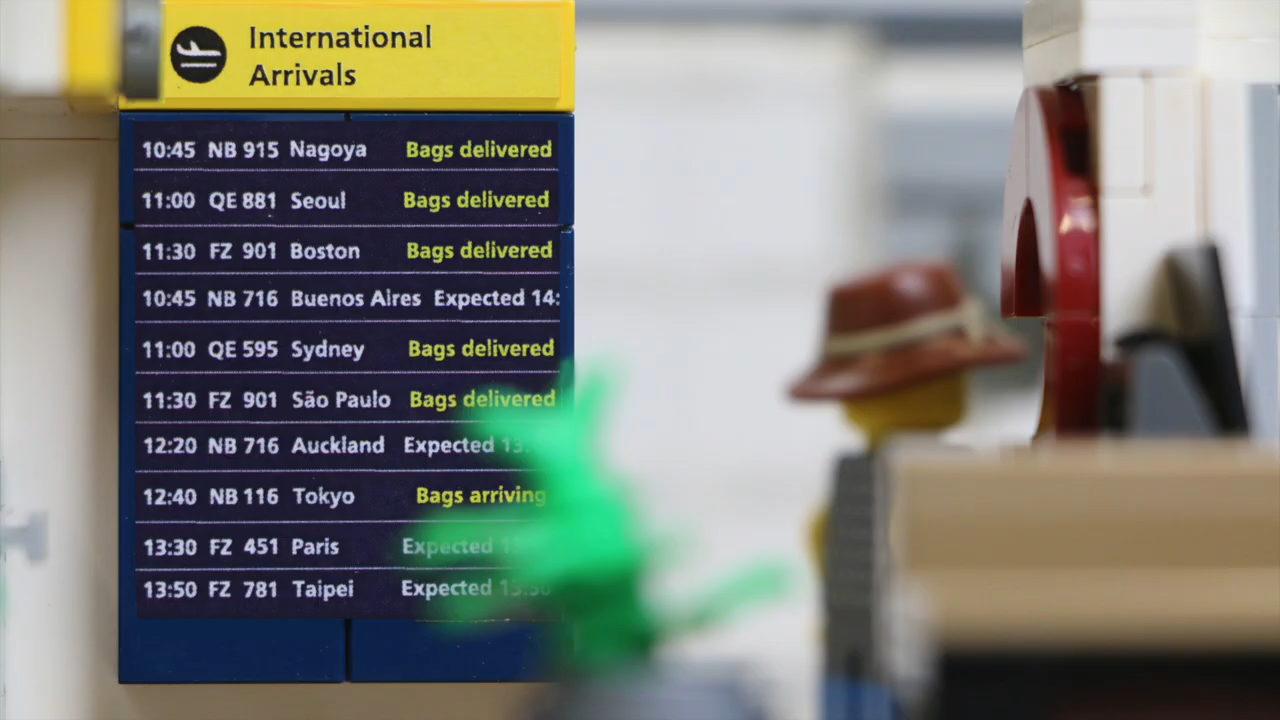 International
Arrivals
10:45 NB 915 Nagoya Bags delivered
11:00 QE 881 Seoul Bags delivered
11:30 FZ 901 Boston Bags delivered
10:45 NB 716 Buenos Aires Expected 14:
11:00 QE 595 Sydney Bags delivered
11:30 FZ 901 São Paulo Bags delivered
12:20 NB 716 Auckland Expected
12:40 NB 116 Tokyo Bags arriving
13:30 FZ 451 Paris Expected
13:50 FZ 781 Taipei Expected